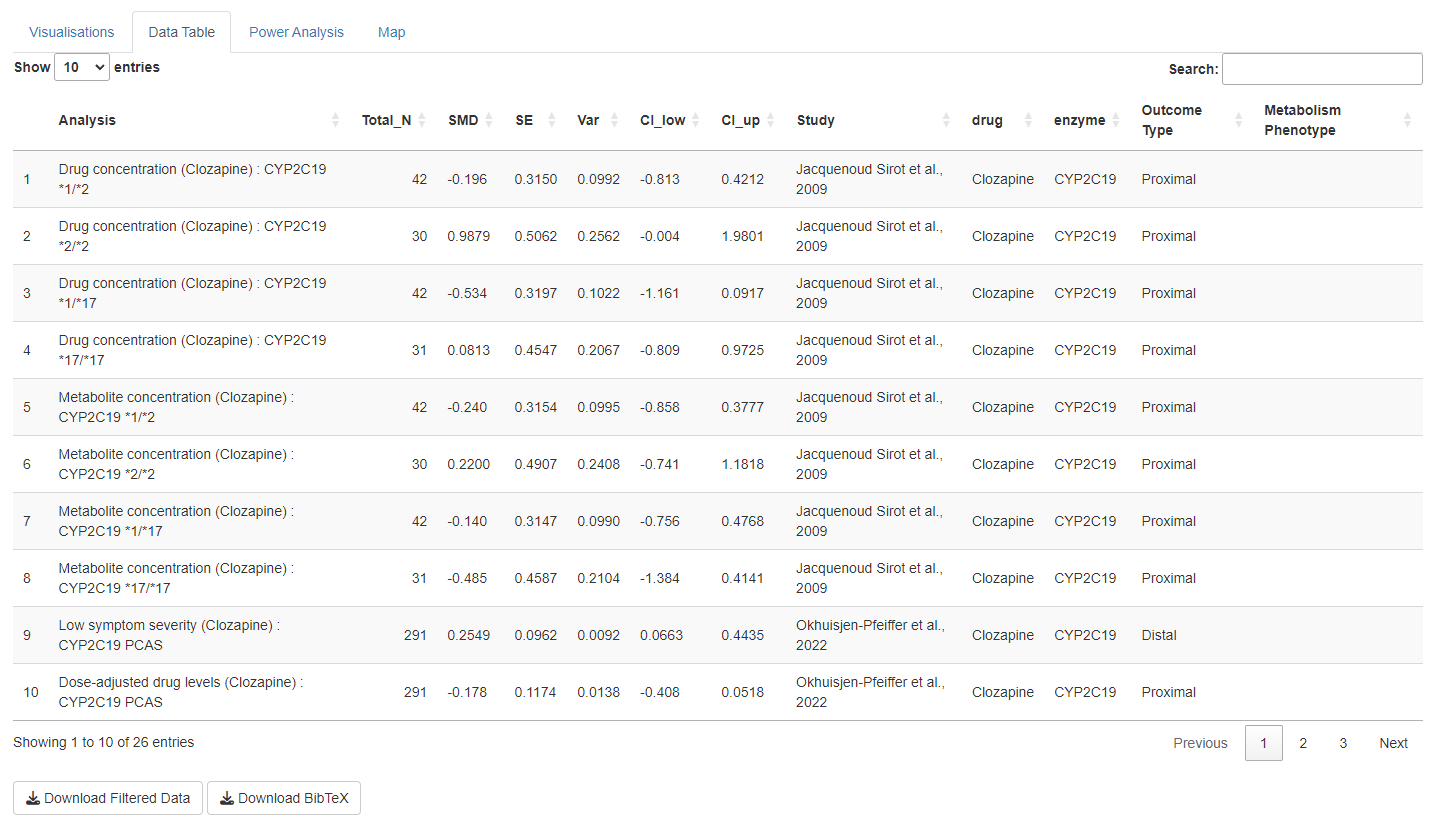 Visualisations Data Table Power Analysis Map
Show 10 entries Search:
Analysis Total_N SMD SE Var CI_low CI_up Study drug enzyme Outcome Type Metabolism Phenotype
1 Drug concentration (Clozapine) : CYP2C19 *1/*2 42 -0.196 0.3150 0.0992 -0.813 0.4212 Jacquenoud Sirot et al., 2009 Clozapine CYP2C19 Proximal
2 Drug concentration (Clozapine) : CYP2C19 *2/*2 30 0.9879 0.5062 0.2562 -0.004 1.9801 Jacquenoud Sirot et al., 2009 Clozapine CYP2C19 Proximal
3 Drug concentration (Clozapine) : CYP2C19 *1/*17 42 -0.534 0.3197 0.1022 -1.161 0.0917 Jacquenoud Sirot et al., 2009 Clozapine CYP2C19 Proximal
4 Drug concentration (Clozapine) : CYP2C19 *17/*17 31 0.0813 0.4547 0.2067 -0.809 0.9725 Jacquenoud Sirot et al., 2009 Clozapine CYP2C19 Proximal
5 Metabolite concentration (Clozapine) : CYP2C19 *1/*2 42 -0.240 0.3154 0.0995 -0.858 0.3777 Jacquenoud Sirot et al., 2009 Clozapine CYP2C19 Proximal
6 Metabolite concentration (Clozapine) : CYP2C19 *2/*2 30 0.2200 0.4907 0.2408 -0.741 1.1818 Jacquenoud Sirot et al., 2009 Clozapine CYP2C19 Proximal
7 Metabolite concentration (Clozapine) : CYP2C19 *1/*17 42 -0.140 0.3147 0.0990 -0.756 0.4768 Jacquenoud Sirot et al., 2009 Clozapine CYP2C19 Proximal
8 Metabolite concentration (Clozapine) : CYP2C19 *17/*17 31 -0.485 0.4587 0.2104 -1.384 0.4141 Jacquenoud Sirot et al., 2009 Clozapine CYP2C19 Proximal
9 Low symptom severity (Clozapine) : CYP2C19 PCAS 291 0.2549 0.0962 0.0092 0.0663 0.4435 Okhuisjen-Pfeiffer et al., 2022 Clozapine CYP2C19 Distal
10 Dose-adjusted drug levels (Clozapine) : CYP2C19 PCAS 291 -0.178 0.1174 0.0138 -0.408 0.0518 Okhuisjen-Pfeiffer et al., 2022 Clozapine CYP2C19 Proximal
Showing 1 to 10 of 26 entries Previous 1 2 3 Next
Download Filtered Data Download BibTeX